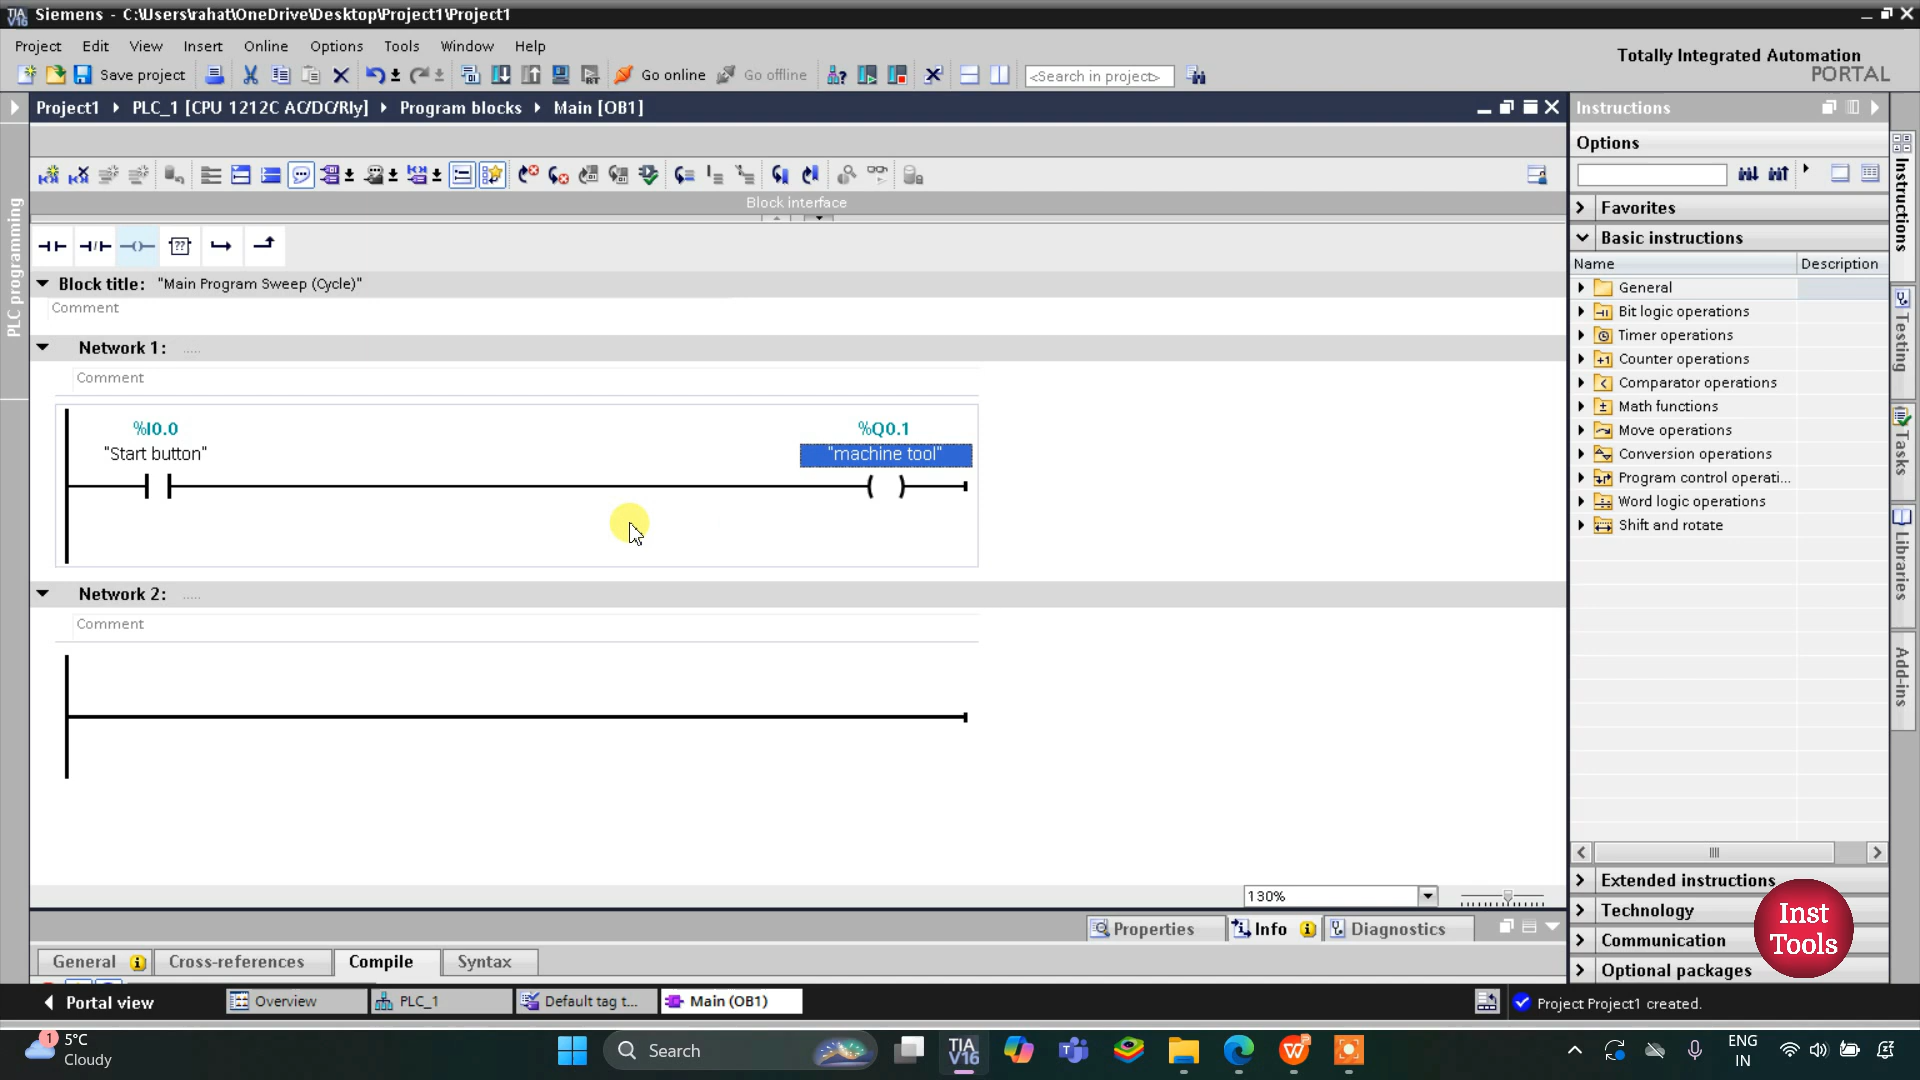 Siemens - C:\Users\rahat\OneDrive\Desktop\Project1\Project1
Project Edit View Insert Online Options Tools Window Help
Totally Integrated Automation
PORTAL
Save project
Go online
Go offline
<Search in project>
Project1 PLC_1 [CPU 1212C AC/DC/Rly] Program blocks Main [OB1]
Instructions
Options
Block interface
PLC programming
Favorites
Basic instructions
Name Description
General
Bit logic operations
Timer operations
Counter operations
Comparator operations
Math functions
Move operations
Conversion operations
Program control operati...
Word logic operations
Shift and rotate
Extended instructions
Technology
Communication
Optional packages
Instructions
Testing
Tasks
Libraries
Add-ins
??
Block title: "Main Program Sweep (Cycle)"
Comment
Network 1: .....
Comment
%I0.0
"Start button"
%Q0.1
"machine tool"
Network 2: .....
Comment
130%
Properties Info Diagnostics
General Cross-references Compile Syntax
Inst
Tools
Portal view Overview PLC_1 Default tag t... Main (OB1)
Project Project1 created.
1
5°C
Cloudy
Search
TIA
V16
ENG
IN